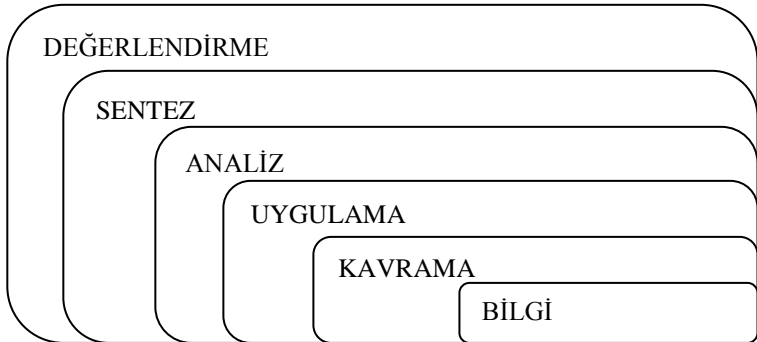 DEĞERLENDİRME
SENTEZ
ANALİZ
UYGULAMA
KAVRAMA
BİLGİ